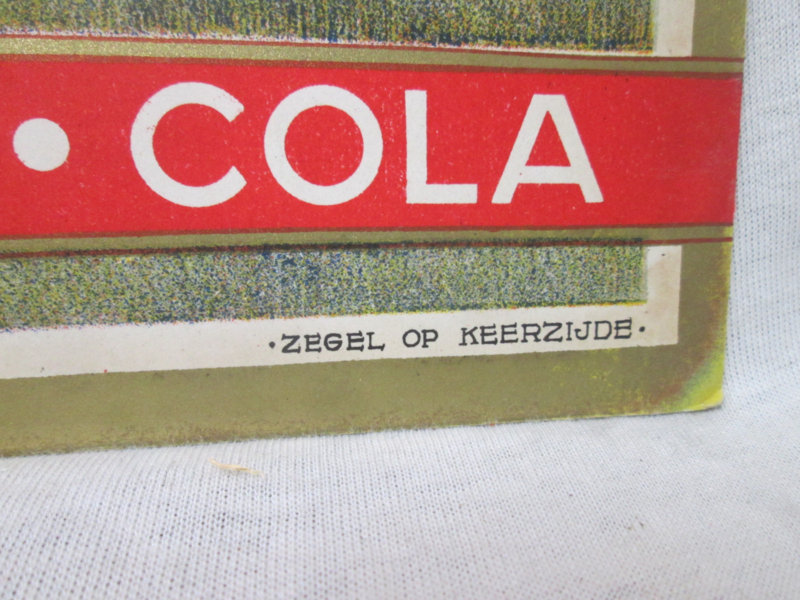 • COLA
·ZEGEL OP KEERZIJDE·